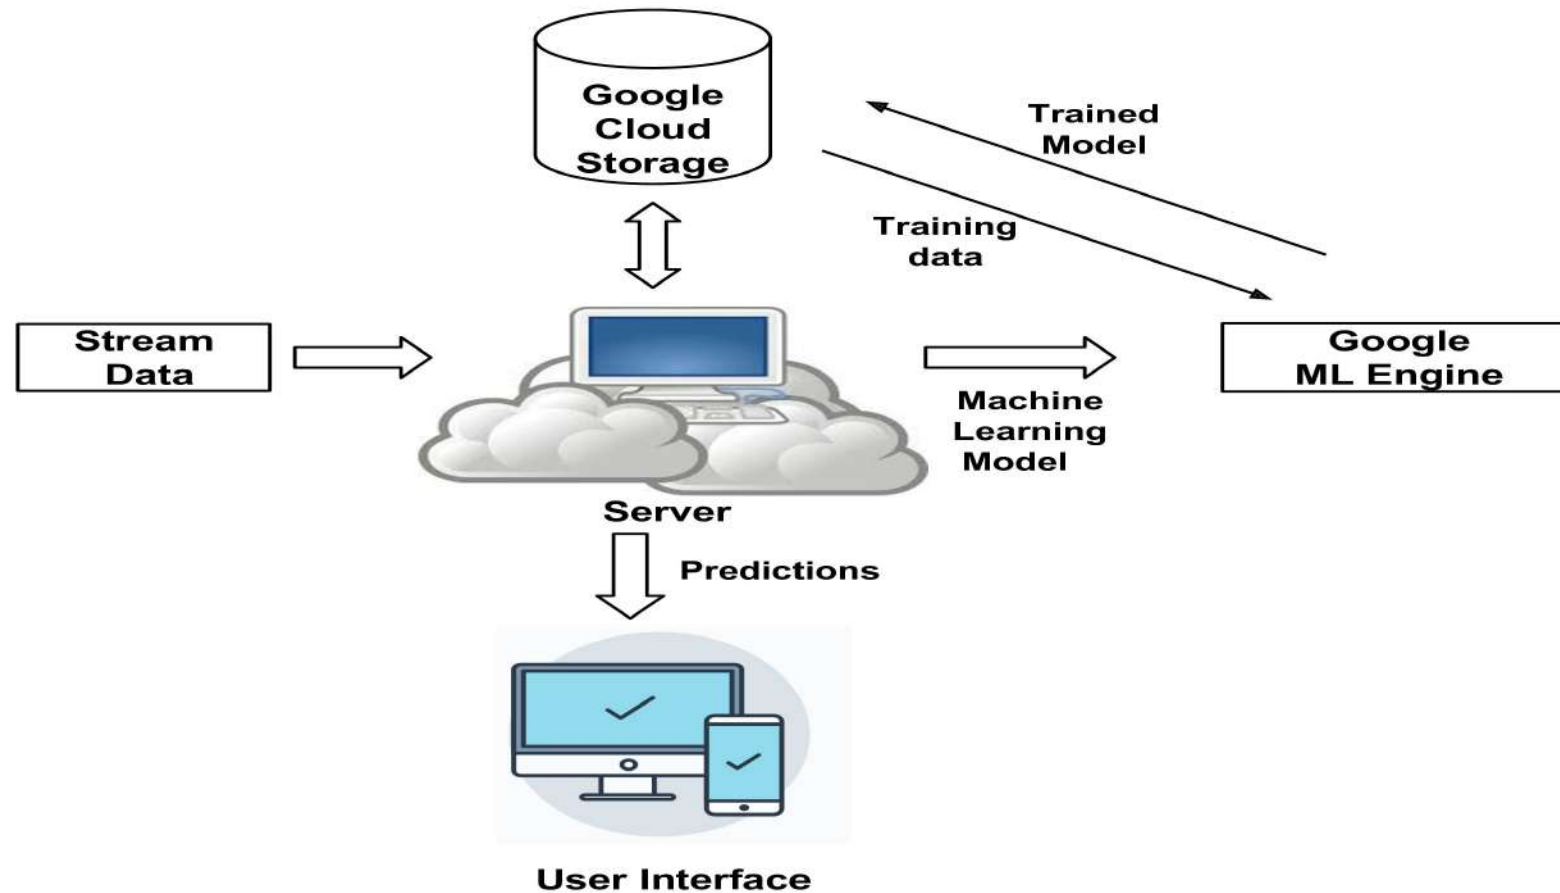 Google
Cloud
Storage
Trained
Model
Training
data
Stream
Data
Google
ML Engine
Machine
Learning
Model
Server
Predictions
User Interface